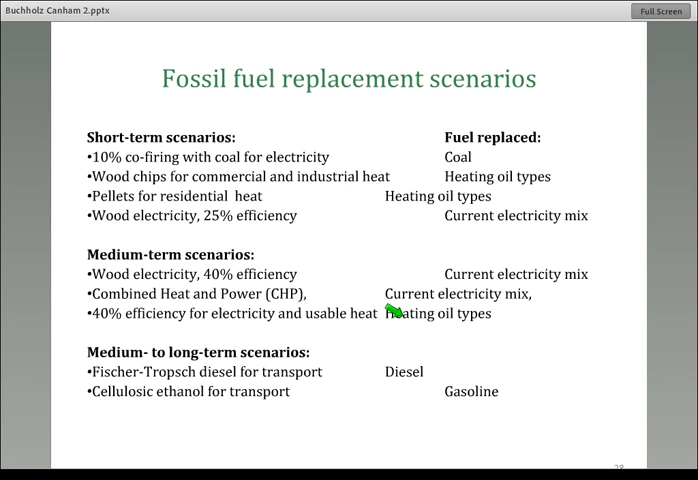 Buchholz Canham 2.pptx Full Screen
Fossil fuel replacement scenarios
Short-term scenarios: Fuel replaced:
•10% co-firing with coal for electricity Coal
•Wood chips for commercial and industrial heat Heating oil types
•Pellets for residential heat Heating oil types
•Wood electricity, 25% efficiency Current electricity mix
Medium-term scenarios:
•Wood electricity, 40% efficiency Current electricity mix
•Combined Heat and Power (CHP), Current electricity mix,
•40% efficiency for electricity and usable heat Heating oil types
Medium- to long-term scenarios:
•Fischer-Tropsch diesel for transport Diesel
•Cellulosic ethanol for transport Gasoline